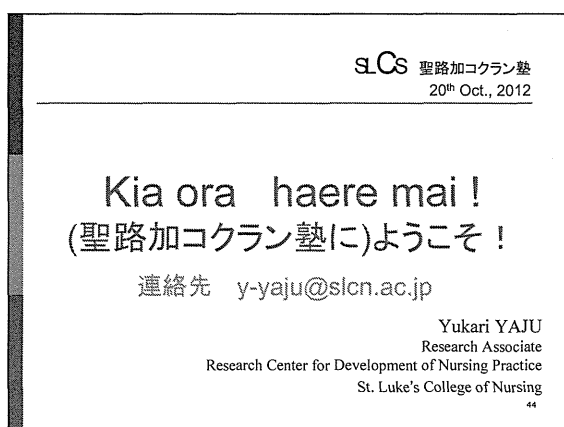 SLCS 聖路加コクラン塾
20th Oct., 2012
Kia ora haere mai !
(聖路加コクラン塾に)ようこそ！
連絡先 y-yaju@slcn.ac.jp
Yukari YAJU
Research Associate
Research Center for Development of Nursing Practice
St. Luke's College of Nursing
44